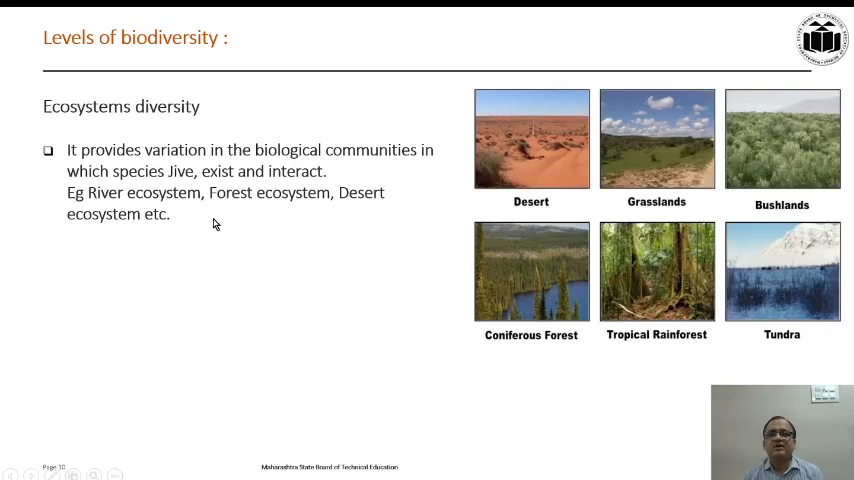 Levels of biodiversity :
Ecosystems diversity
It provides variation in the biological communities in
which species Jive, exist and interact.
Eg River ecosystem, Forest ecosystem, Desert
ecosystem etc.
Desert
Grasslands
Bushlands
Coniferous Forest
Tropical Rainforest
Tundra
Page 10
Maharashtra State Board of Technical Education